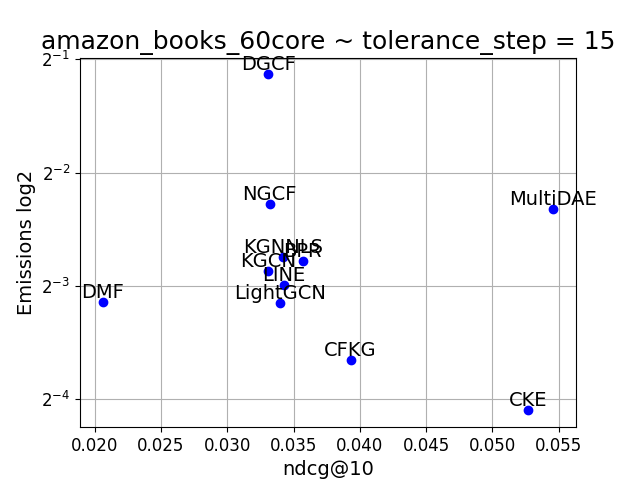 amazon_books_60core ~ tolerance_step = 15
DGCF
NGCF
MultiDAE
KGNNLS
BPR
KGCN
LINE
DMF
LightGCN
CFKG
CKE
2⁻¹
2⁻²
2⁻³
2⁻⁴
Emissions log2
0.020 0.025 0.030 0.035 0.040 0.045 0.050 0.055
ndcg@10